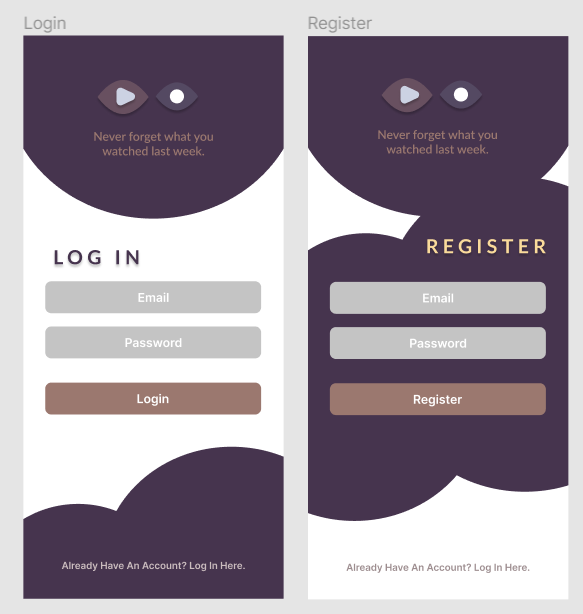 Login
Never forget what you
watched last week.
LOG IN
Email
Password
Login
Already Have An Account? Log In Here.
Register
Never forget what you
watched last week.
REGISTER
Email
Password
Register
Already Have An Account? Log In Here.